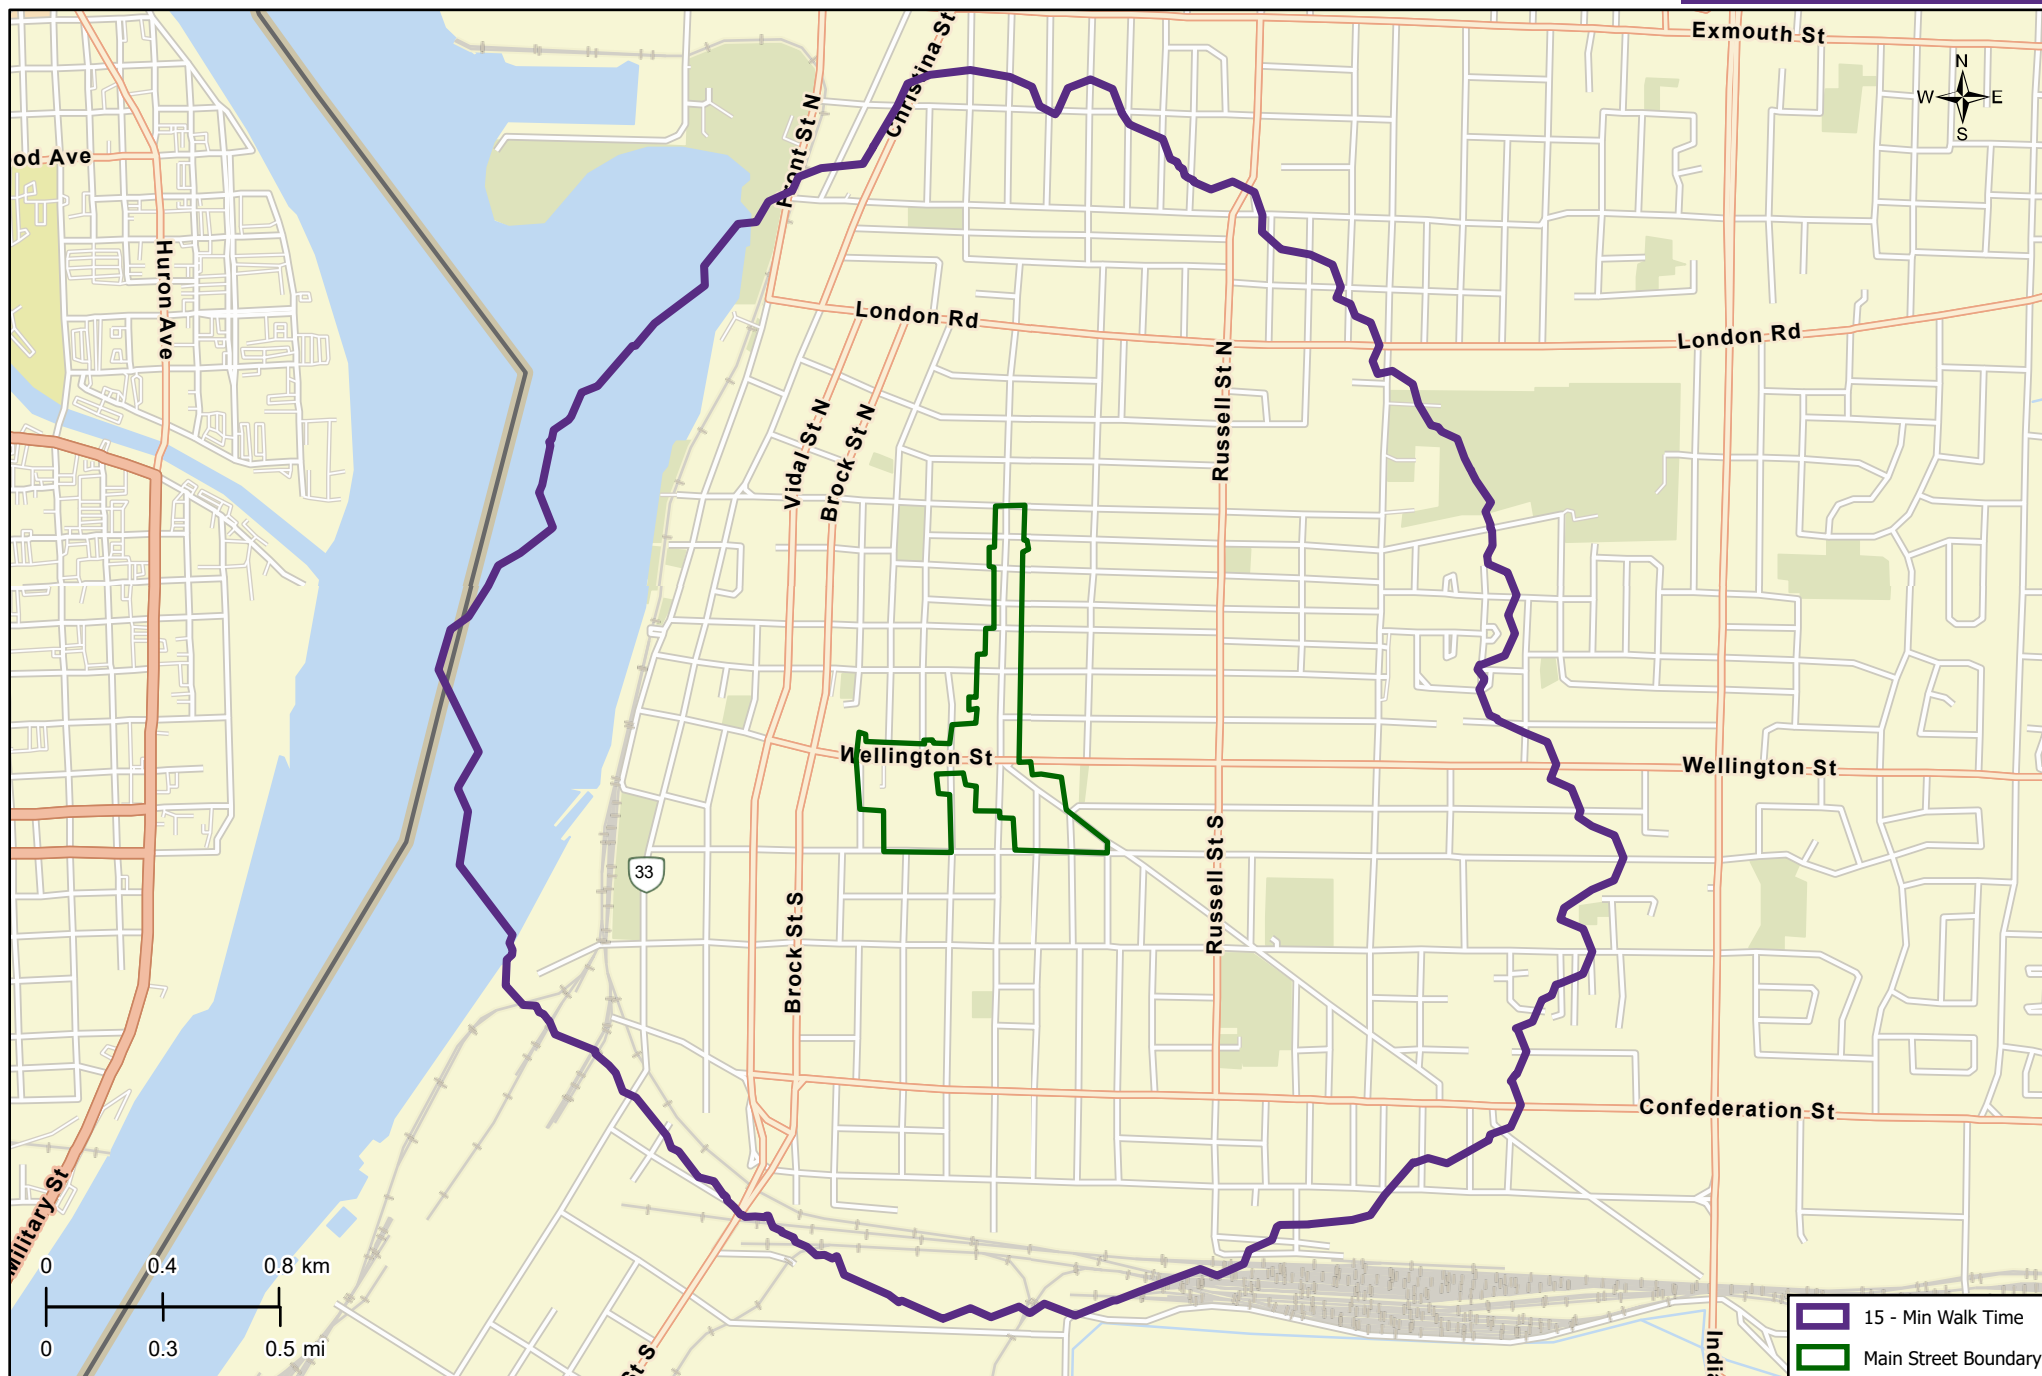 Exmouth St
N
W E
S
Christina St
Front St N
od Ave
Huron Ave
London Rd
London Rd
Vidal St N
Brock St N
Russell St N
Wellington St
Wellington St
33
Russell St S
Brock St S
Confederation St
Military St
0 0.4 0.8 km
0 0.3 0.5 mi
St S
India
15 - Min Walk Time
Main Street Boundary